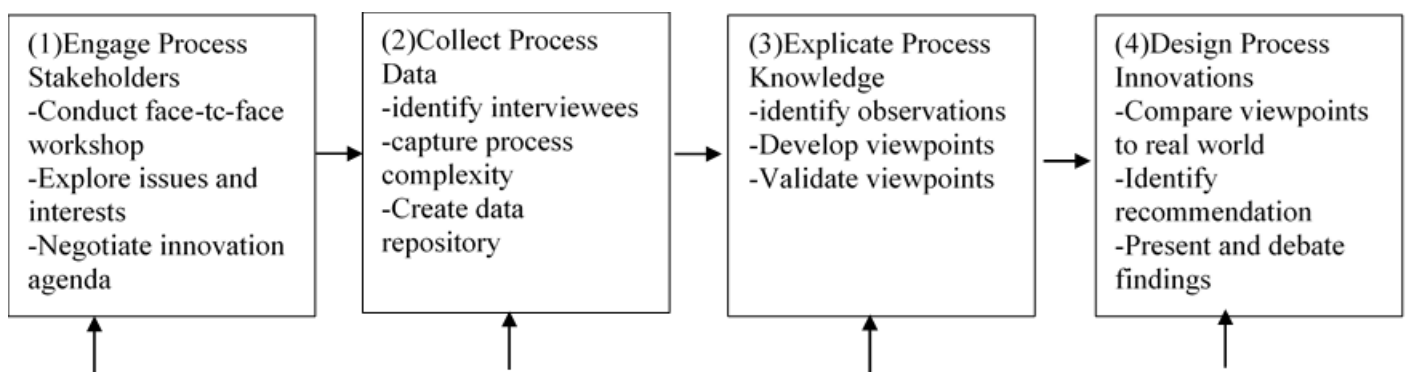 (1)Engage Process
Stakeholders
-Conduct face-tc-face
workshop
-Explore issues and
interests
-Negotiate innovation
agenda
(2)Collect Process
Data
-identify interviewees
-capture process
complexity
-Create data
repository
(3)Explicate Process
Knowledge
-identify observations
-Develop viewpoints
-Validate viewpoints
(4)Design Process
Innovations
-Compare viewpoints
to real world
-Identify
recommendation
-Present and debate
findings